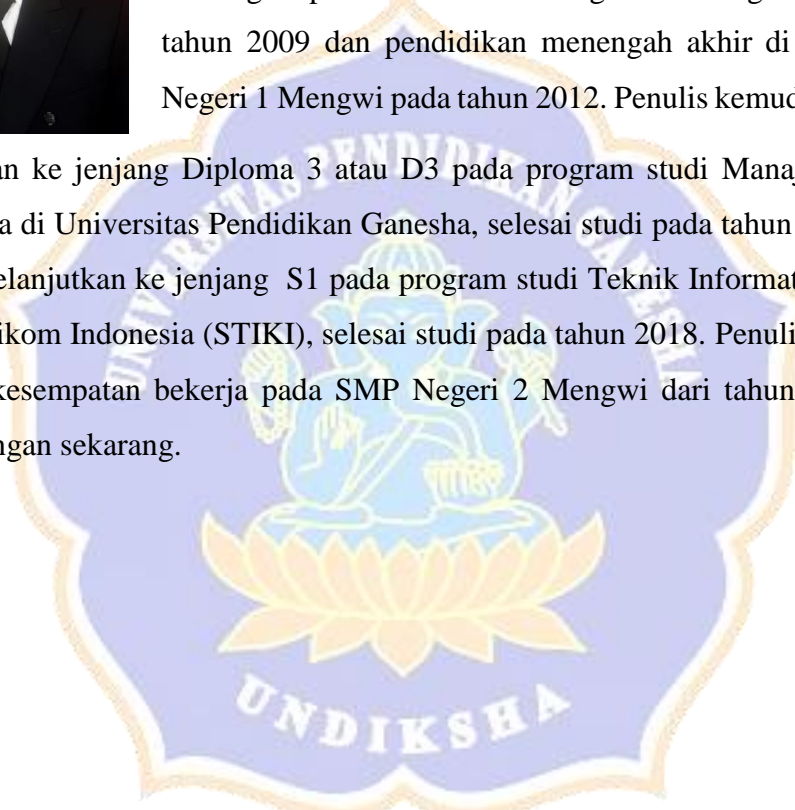 tahun 2009 dan pendidikan menengah akhir di
Negeri 1 Mengwi pada tahun 2012. Penulis kemud
an ke jenjang Diploma 3 atau D3 pada program studi Mana
a di Universitas Pendidikan Ganesha, selesai studi pada tahun
elanjutkan ke jenjang S1 pada program studi Teknik Informat
ikom Indonesia (STIKI), selesai studi pada tahun 2018. Penuli
kesempatan bekerja pada SMP Negeri 2 Mengwi dari tahun
ngan sekarang.
UNIVERSITAS PENDIDIKAN GANESHA
UNDIKSHA